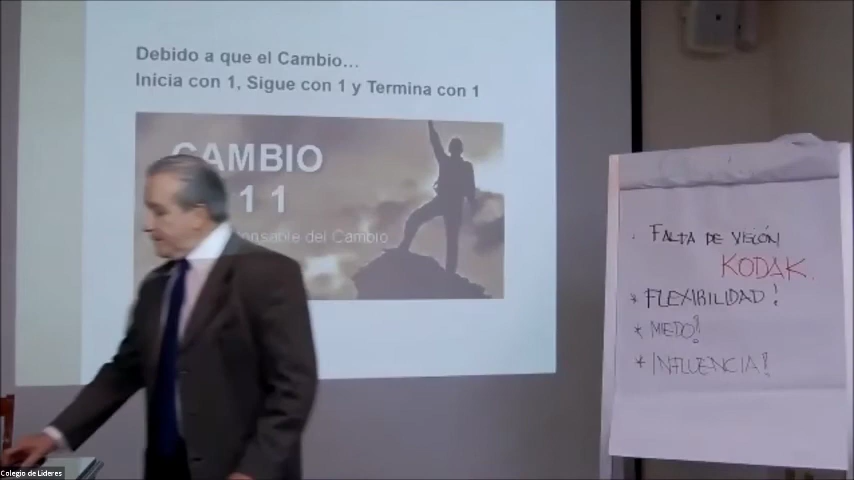 Debido a que el Cambio...
Inicia con 1, Sigue con 1 y Termina con 1
CAMBIO
1 1
del Cambio
. FALTA DE VISIÓN
KODAK.
* FLEXIBILIDAD!
* MIEDO!
* INFLUENCIA!
Colegio de Lideres